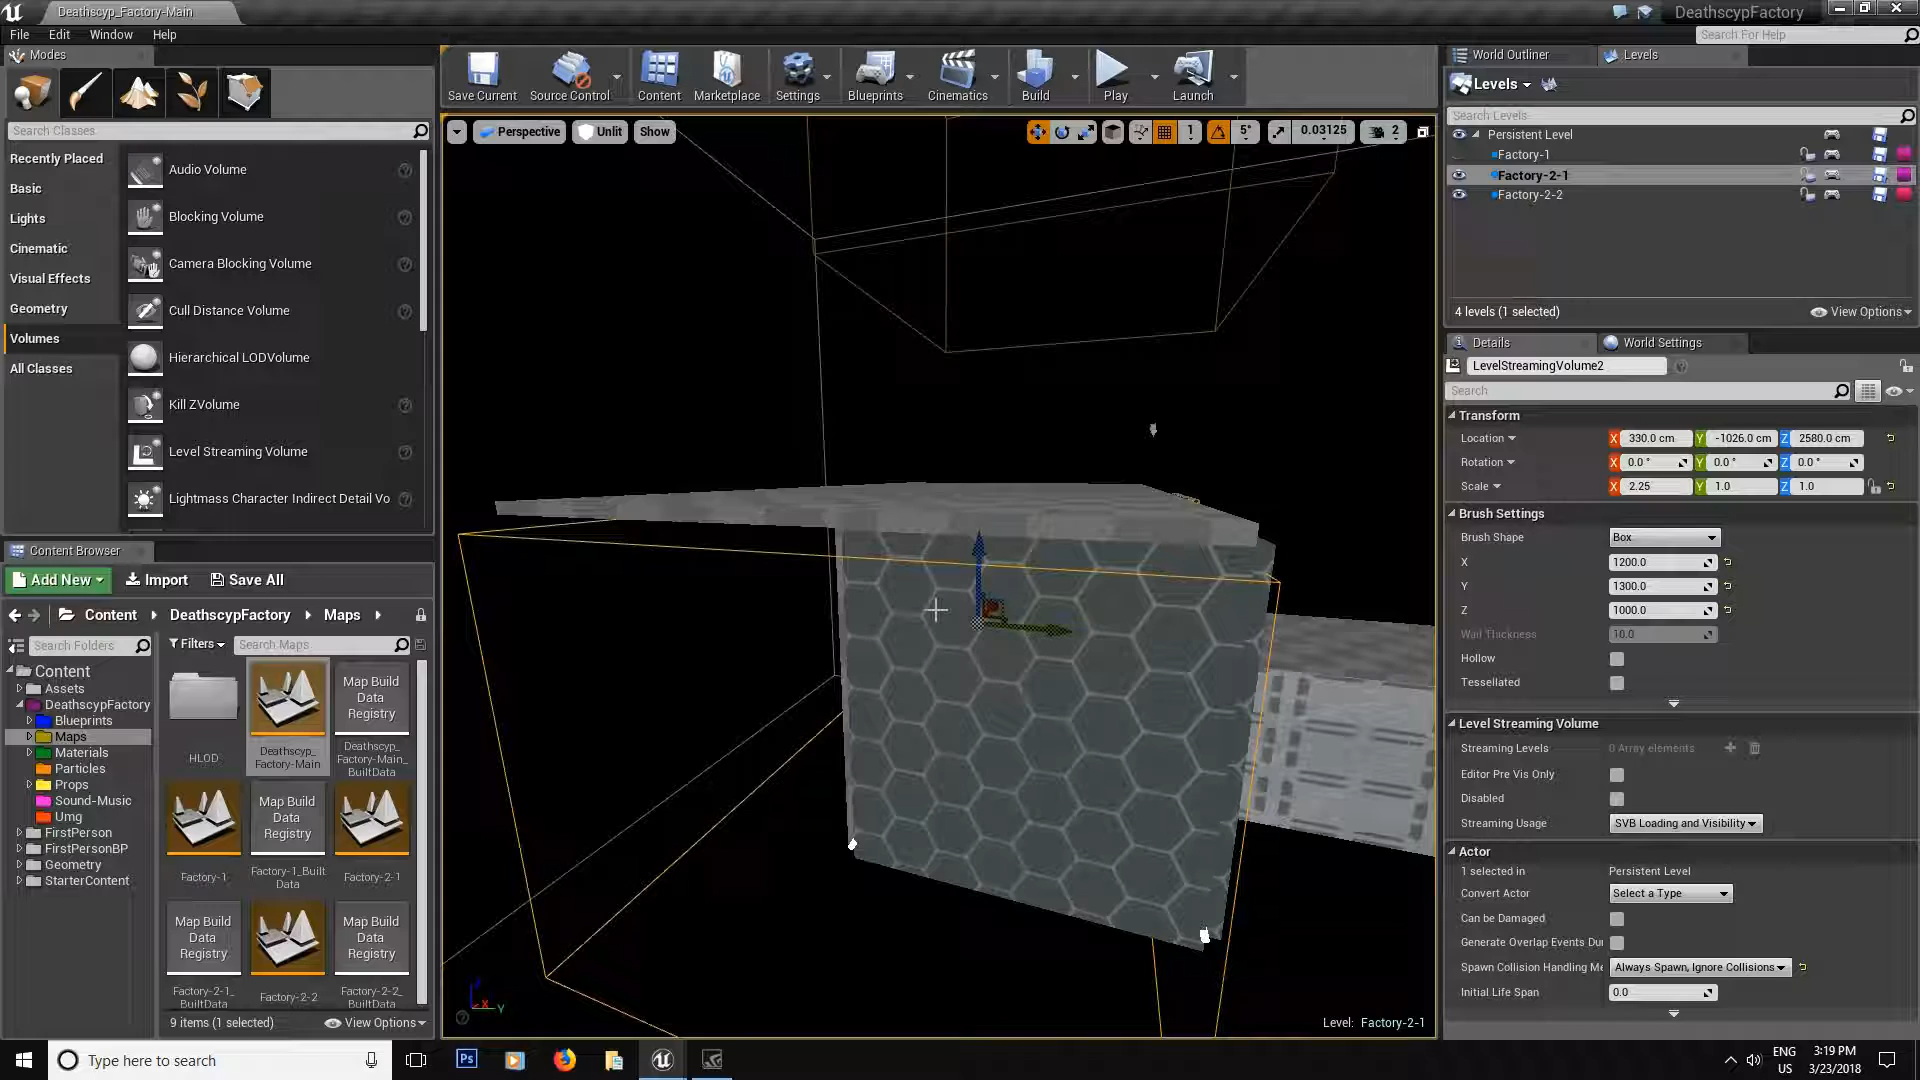 Deathscyp_Factory-Main
DeathscypFactory
File Edit Window Help
Search For Help
Modes
Search Classes
Recently Placed
Basic
Lights
Cinematic
Visual Effects
Geometry
Volumes
All Classes
Audio Volume
Blocking Volume
Camera Blocking Volume
Cull Distance Volume
Hierarchical LODVolume
Kill ZVolume
Level Streaming Volume
Lightmass Character Indirect Detail Vo
Save Current
Source Control
Content
Marketplace
Settings
Blueprints
Cinematics
Build
Play
Launch
Perspective
Unlit
Show
1
5°
0.03125
2
Level: Factory-2-1
X
Y
Content Browser
Add New
Import
Save All
Content
DeathscypFactory
Maps
Search Folders
Filters
Search Maps
Content
Assets
DeathscypFactory
Blueprints
Maps
Materials
Particles
Props
Sound-Music
Umg
FirstPerson
FirstPersonBP
Geometry
StarterContent
HLOD
Deathscyp_
Factory-Main
Map Build
Data
Registry
Deathscyp_
Factory-Main_
BuiltData
Factory-1
Map Build
Data
Registry
Factory-1_Built
Data
Factory-2-1
Map Build
Data
Registry
Factory-2-1_
BuiltData
Factory-2-2
Map Build
Data
Registry
Factory-2-2_
BuiltData
9 items (1 selected)
View Options
World Outliner
Levels
Levels
Search Levels
Persistent Level
Factory-1
Factory-2-1
Factory-2-2
4 levels (1 selected)
View Options
Details
World Settings
LevelStreamingVolume2
Search
Transform
Location X 330.0 cm Y -1026.0 cm Z 2580.0 cm
Rotation X 0.0 ° Y 0.0 ° Z 0.0 °
Scale X 2.25 Y 1.0 Z 1.0
Brush Settings
Brush Shape Box
X 1200.0
Y 1300.0
Z 1000.0
Wall Thickness 10.0
Hollow
Tessellated
Level Streaming Volume
Streaming Levels 0 Array elements
Editor Pre Vis Only
Disabled
Streaming Usage SVB Loading and Visibility
Actor
1 selected in Persistent Level
Convert Actor Select a Type
Can be Damaged
Generate Overlap Events Du
Spawn Collision Handling Me Always Spawn, Ignore Collisions
Initial Life Span 0.0
Type here to search
Ps
ENG
US
3:19 PM
3/23/2018